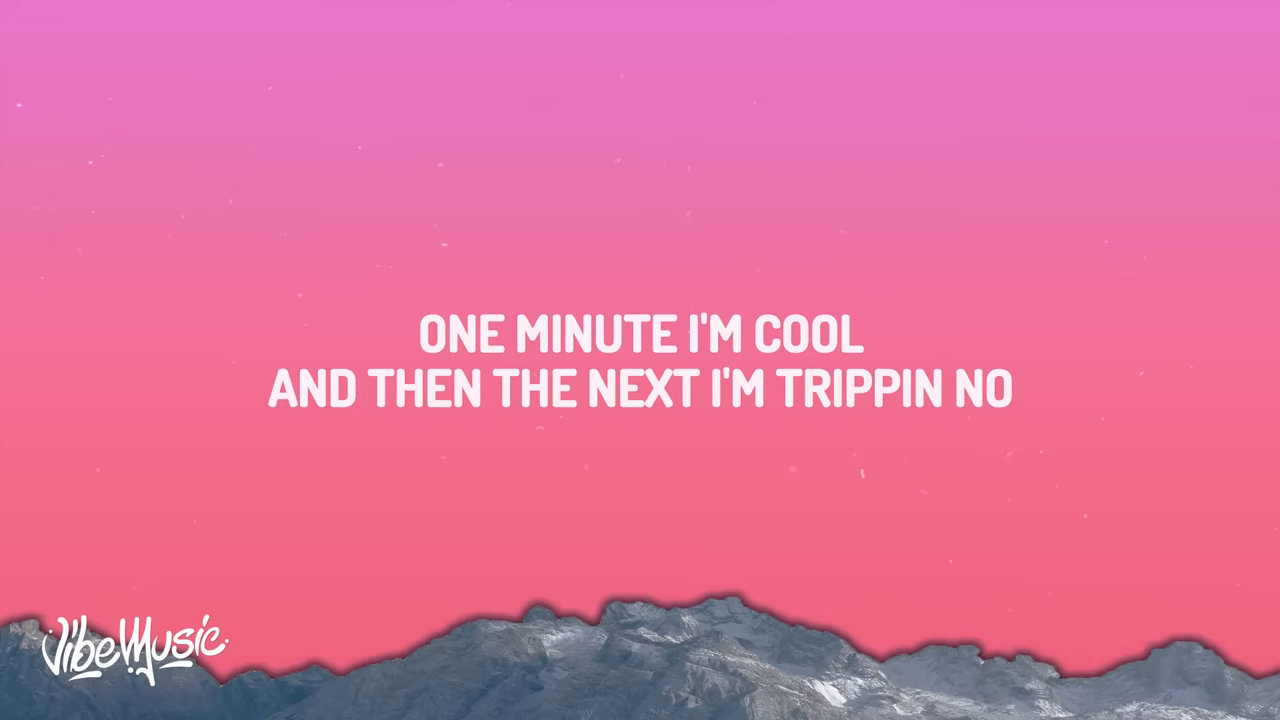 ONE MINUTE I'M COOL
AND THEN THE NEXT I'M TRIPPIN NO
VibeMusic